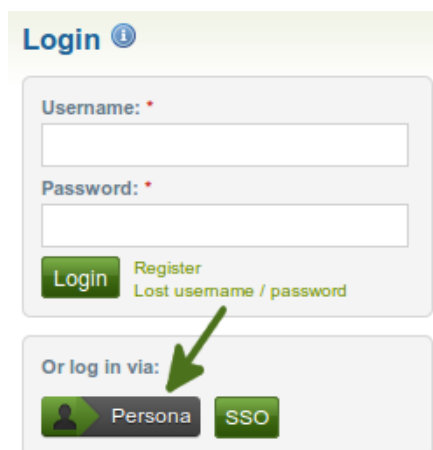 Login
Username: *
Password: *
Login
Register
Lost username / password
Or log in via:
Persona
SSO